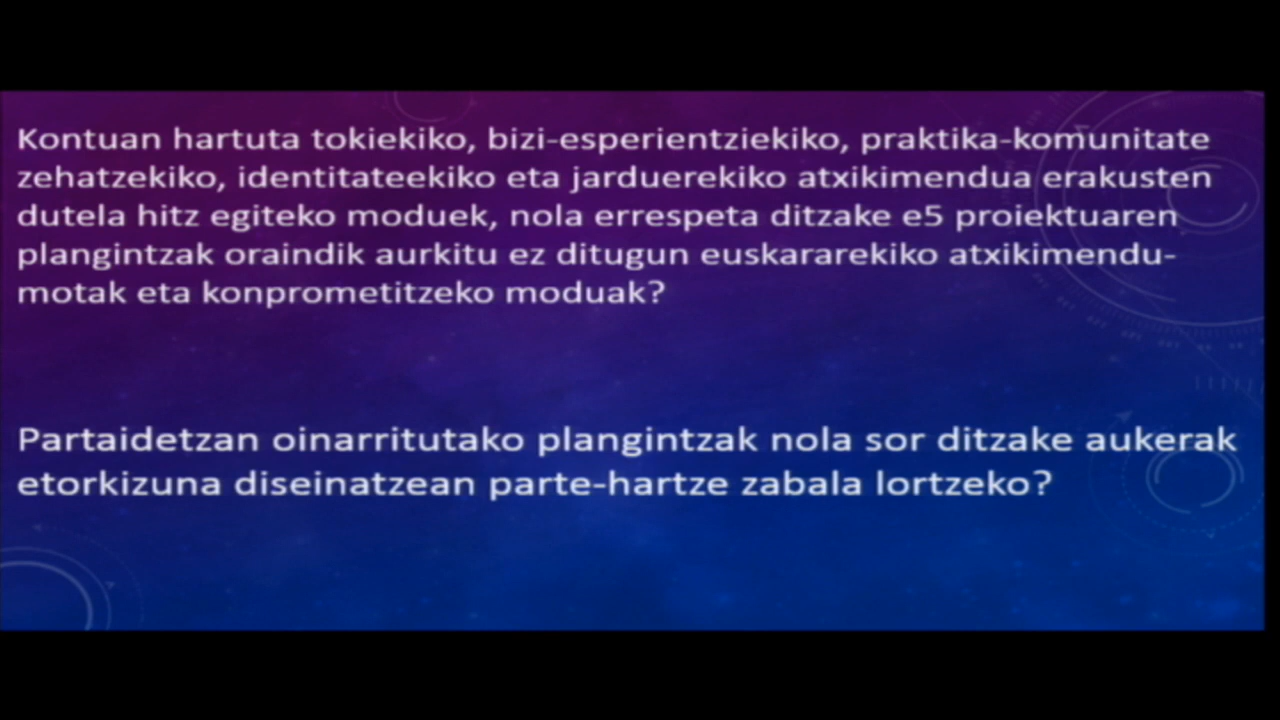 Kontuan hartuta tokiekiko, bizi-esperientziekiko, praktika-komunitate
zehatzekiko, identitateekiko eta jarduerekiko atxikimendua erakusten
dutela hitz egiteko moduek, nola errespeta ditzake e5 proiektuaren
plangintzak oraindik aurkitu ez ditugun euskararekiko atxikimendu-
motak eta konprometitzeko moduak?
Partaidetzan oinarritutako plangintzak nola sor ditzake aukerak
etorkizuna diseinatzean parte-hartze zabala lortzeko?